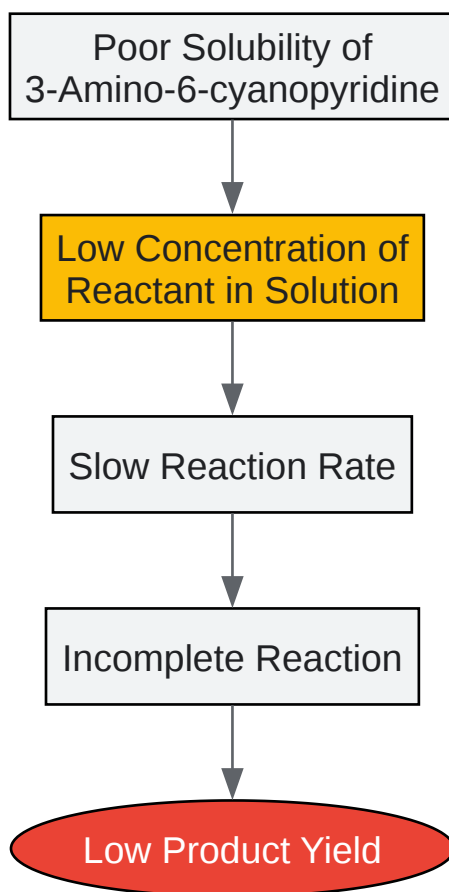 Poor Solubility of
3-Amino-6-cyanopyridine
Low Concentration of
Reactant in Solution
Slow Reaction Rate
Incomplete Reaction
Low Product Yield